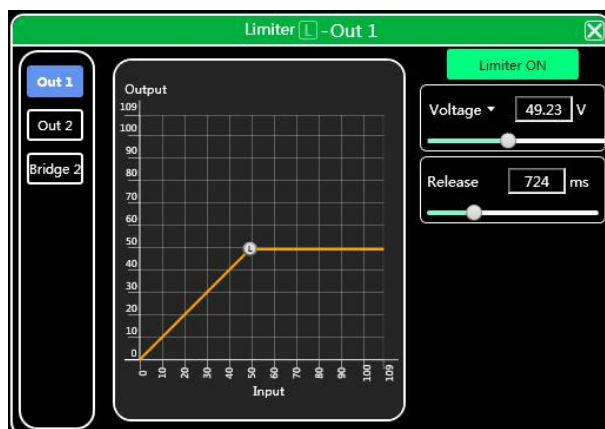 Limiter L -Out 1
Limiter ON
Out 1
Out 2
Bridge 2
Output
109
100
90
80
70
60
50
40
30
20
10
0
L
0 10 20 30 40 50 60 70 80 90 100 109
Input
Voltage 49.23 V
Release 724 ms